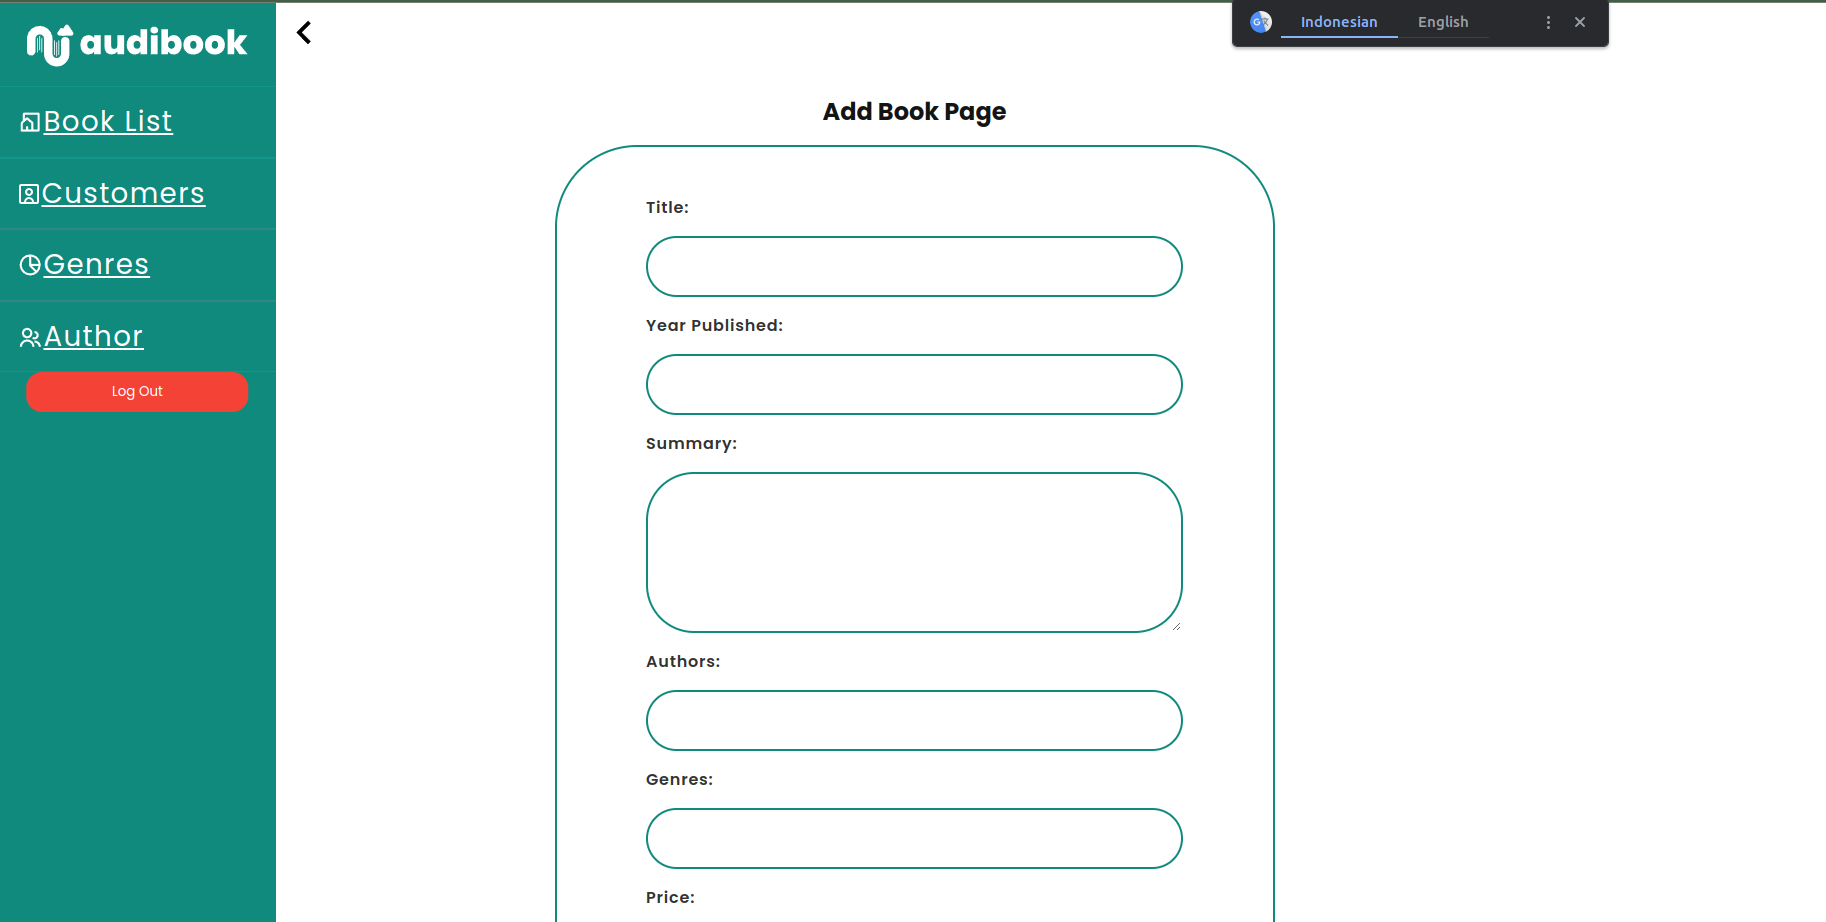 audibook
Indonesian English
Book List
Customers
Genres
Author
Log Out
Add Book Page
Title:
Year Published:
Summary:
Authors:
Genres:
Price: